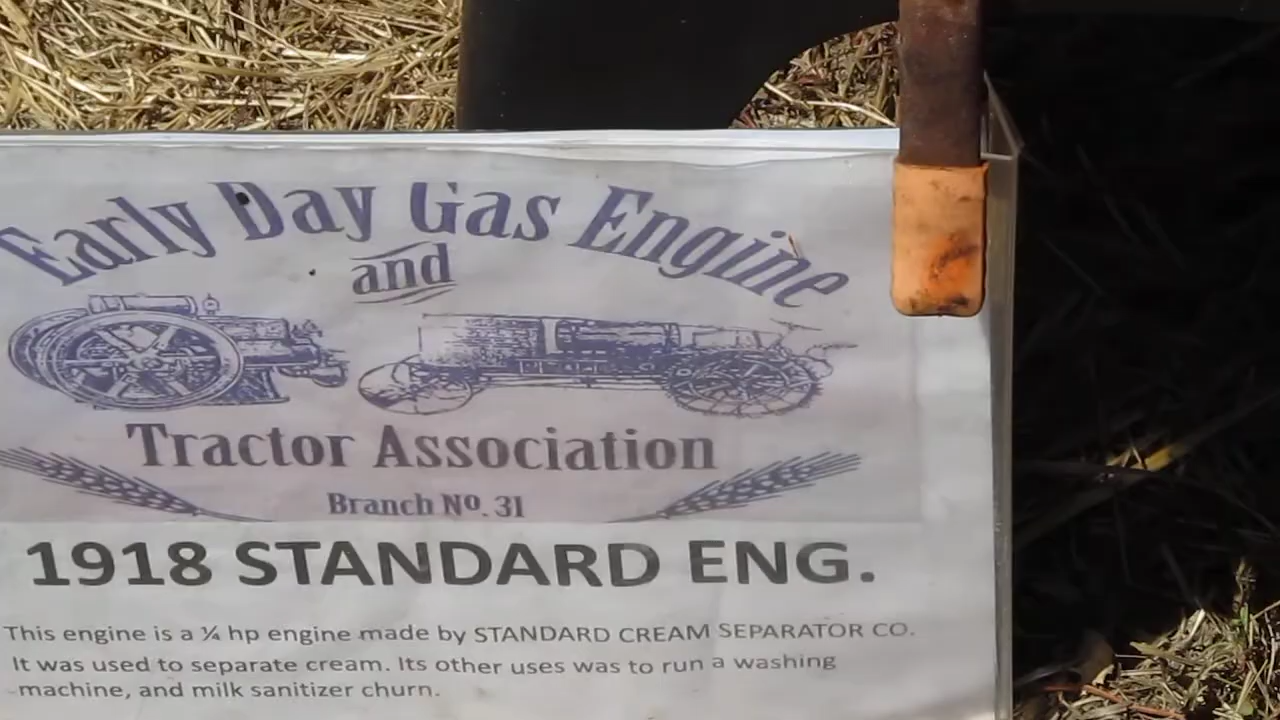 Early Day Gas Engine
and
Tractor Association
Branch No. 31
1918 STANDARD ENG.
This engine is a ¼ hp engine made by STANDARD CREAM SEPARATOR CO.
It was used to separate cream. Its other uses was to run a washing
machine, and milk sanitizer churn.